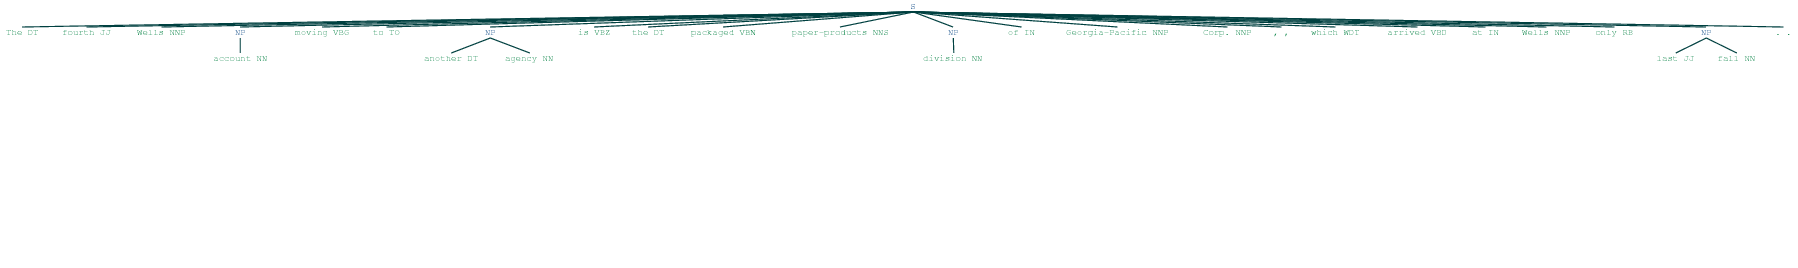 S
The DT fourth JJ Wells NNP NP moving VBG to TO NP is VBZ the DT packaged VBN paper-products NNS NP of IN Georgia-Pacific NNP Corp. NNP , , which WDT arrived VBD at IN Wells NNP only RB NP . .
account NN another DT agency NN division NN last JJ fall NN